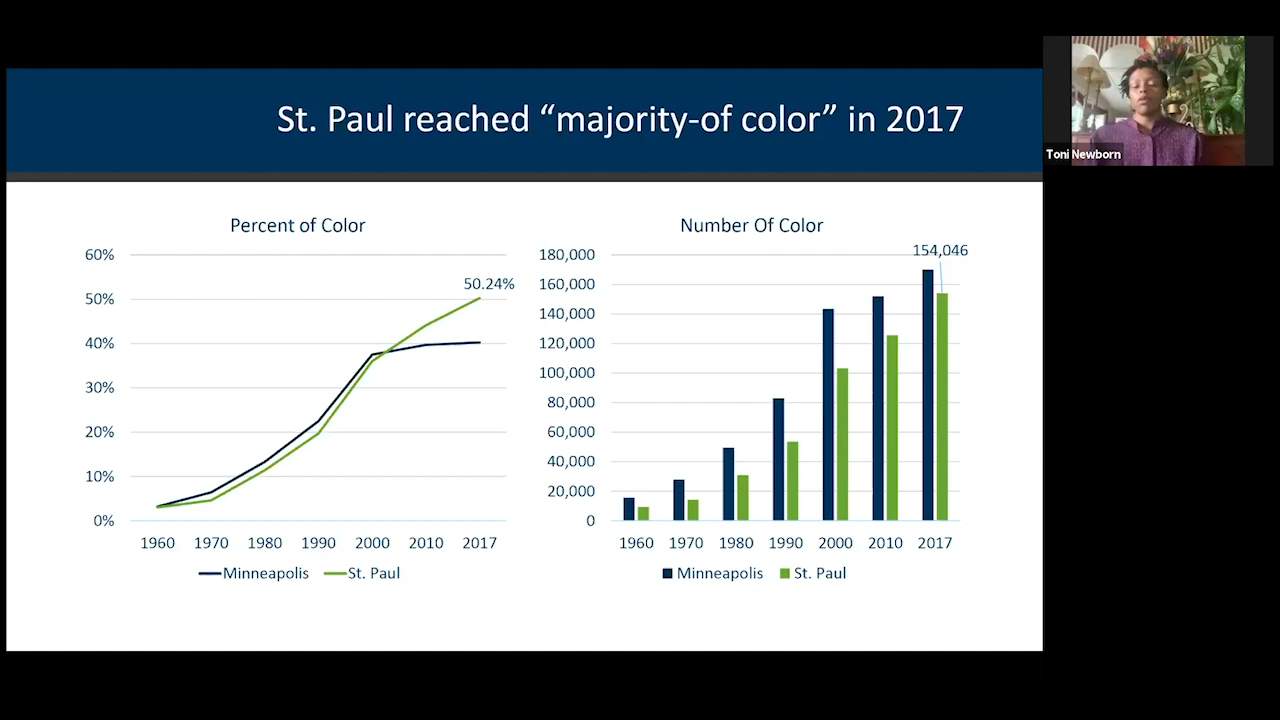 St. Paul reached “majority-of color” in 2017
Toni Newborn
Percent of Color
60%
50%
40%
30%
20%
10%
0%
50.24%
1960 1970 1980 1990 2000 2010 2017
Minneapolis St. Paul
Number Of Color
180,000
160,000
140,000
120,000
100,000
80,000
60,000
40,000
20,000
0
154,046
1960 1970 1980 1990 2000 2010 2017
Minneapolis St. Paul